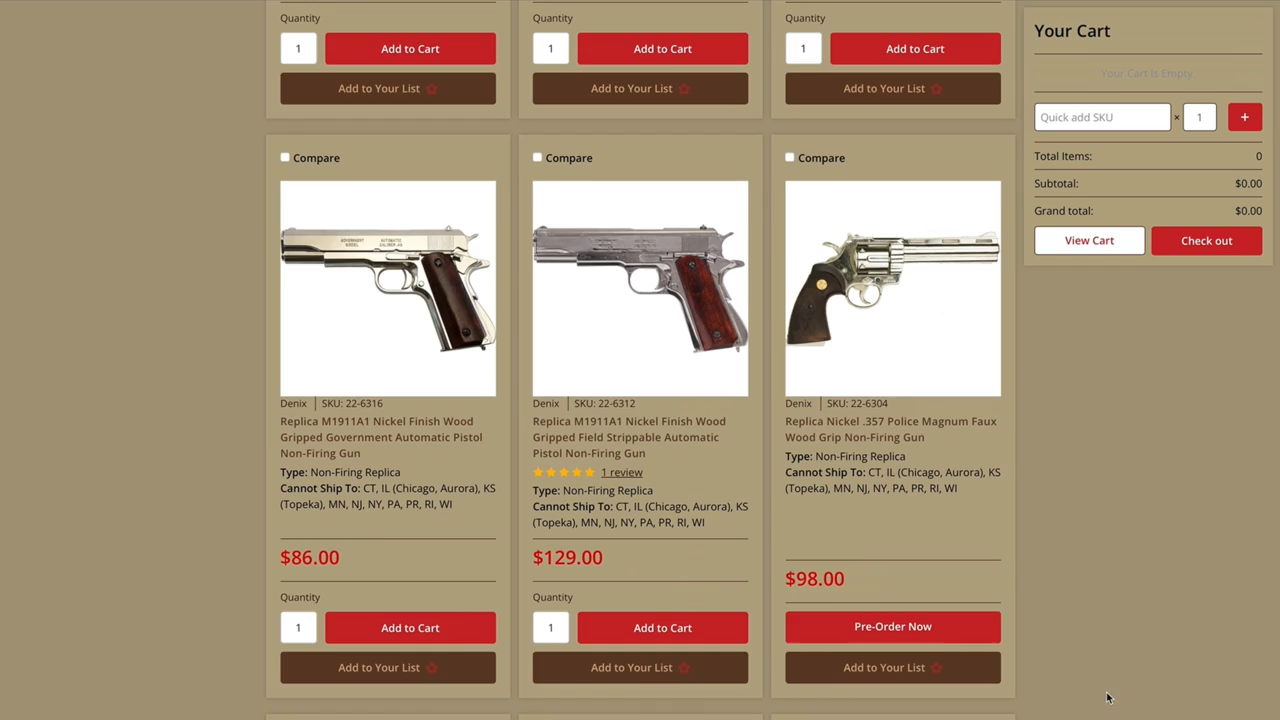 Quantity
1
Add to Cart
Add to Your List
Quantity
1
Add to Cart
Add to Your List
Quantity
1
Add to Cart
Add to Your List
Your Cart
Your Cart Is Empty
Quick add SKU
× 1 +
Total Items: 0
Subtotal: $0.00
Grand total: $0.00
View Cart
Check out
Compare
GOVERNMENT AUTOMATIC
MODEL CALIBER .45
Denix | SKU: 22-6316
Replica M1911A1 Nickel Finish Wood
Gripped Government Automatic Pistol
Non-Firing Gun
Type: Non-Firing Replica
Cannot Ship To: CT, IL (Chicago, Aurora), KS
(Topeka), MN, NJ, NY, PA, PR, RI, WI
$86.00
Quantity
1
Add to Cart
Add to Your List
Compare
Denix | SKU: 22-6312
Replica M1911A1 Nickel Finish Wood
Gripped Field Strippable Automatic
Pistol Non-Firing Gun
1 review
Type: Non-Firing Replica
Cannot Ship To: CT, IL (Chicago, Aurora), KS
(Topeka), MN, NJ, NY, PA, PR, RI, WI
$129.00
Quantity
1
Add to Cart
Add to Your List
Compare
Denix | SKU: 22-6304
Replica Nickel .357 Police Magnum Faux
Wood Grip Non-Firing Gun
Type: Non-Firing Replica
Cannot Ship To: CT, IL (Chicago, Aurora), KS
(Topeka), MN, NJ, NY, PA, PR, RI, WI
$98.00
Pre-Order Now
Add to Your List